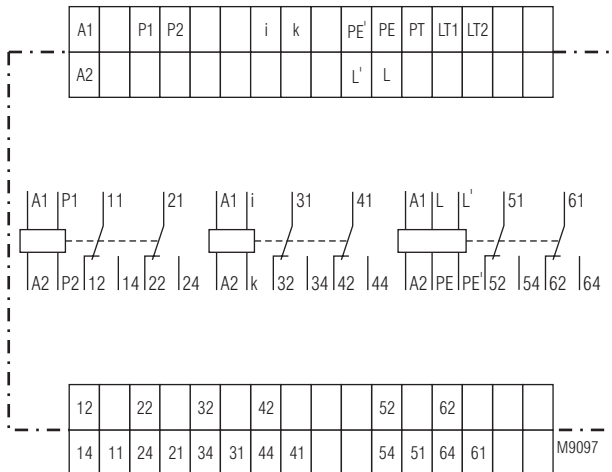 A1 P1 P2 i k PE' PE PT LT1 LT2
A2 L' L
A1 P1 11 21 A1 i 31 41 A1 L L' 51 61
A2 P2 12 14 22 24 A2 k 32 34 42 44 A2 PE PE' 52 54 62 64
12 22 32 42 52 62
14 11 24 21 34 31 44 41 54 51 64 61
M9097